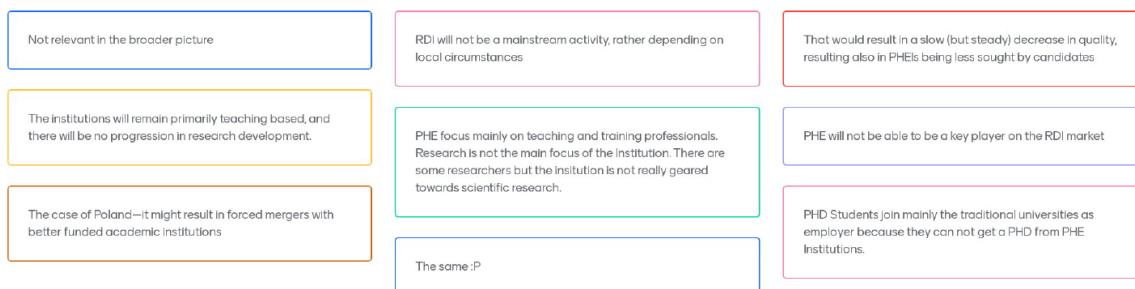 Not relevant in the broader picture
The institutions will remain primarily teaching based, and
there will be no progression in research development.
The case of Poland—it might result in forced mergers with
better funded academic institutions
RDI will not be a mainstream activity, rather depending on
local circumstances
PHE focus mainly on teaching and training professionals.
Research is not the main focus of the Institution. There are
some researchers but the insitution is not really geared
towards scientific research.
The same :P
That would result in a slow (but steady) decrease in quality,
resulting also in PHEIs being less sought by candidates
PHE will not be able to be a key player on the RDI market
PHD Students join mainly the traditional universities as
employer because they can not get a PHD from PHE
Institutions.